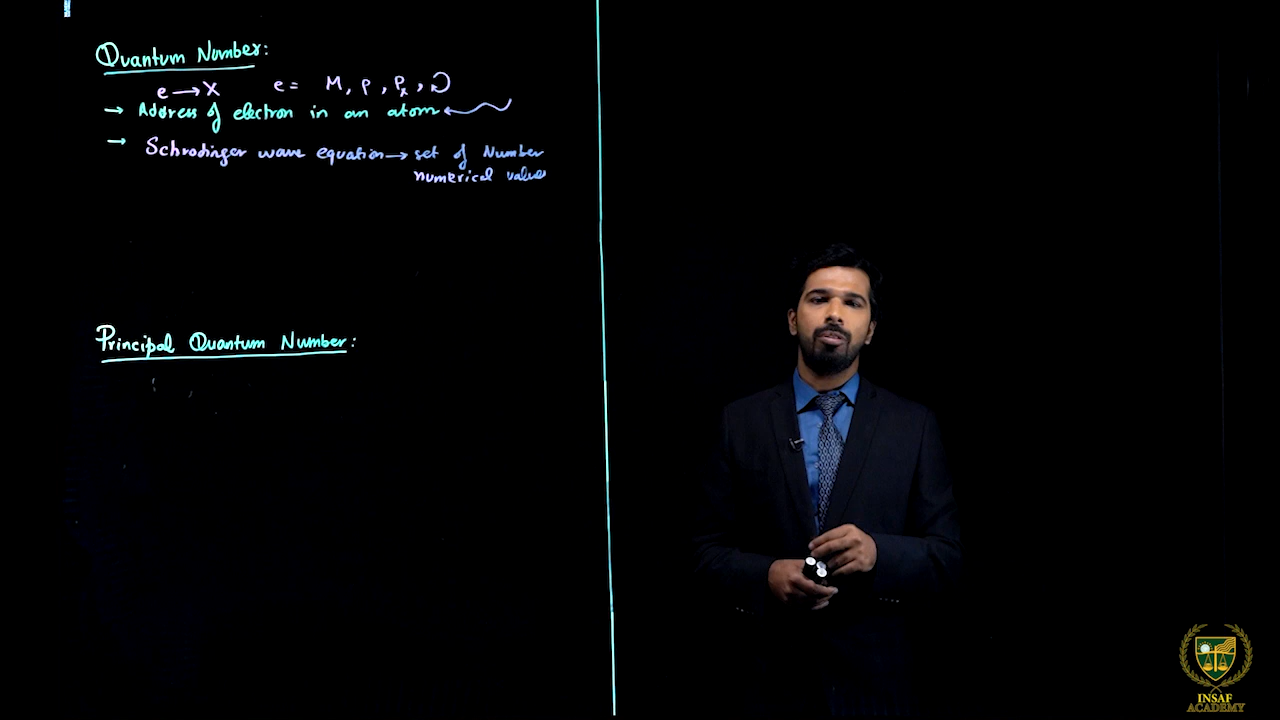 Quantum Number:
e → X e = M, p, Px,
→ Address of electron in an atom ←
→ Schrodinger wave equation → set of Number
numerical values
Principal Quantum Number:
INSAF
ACADEMY